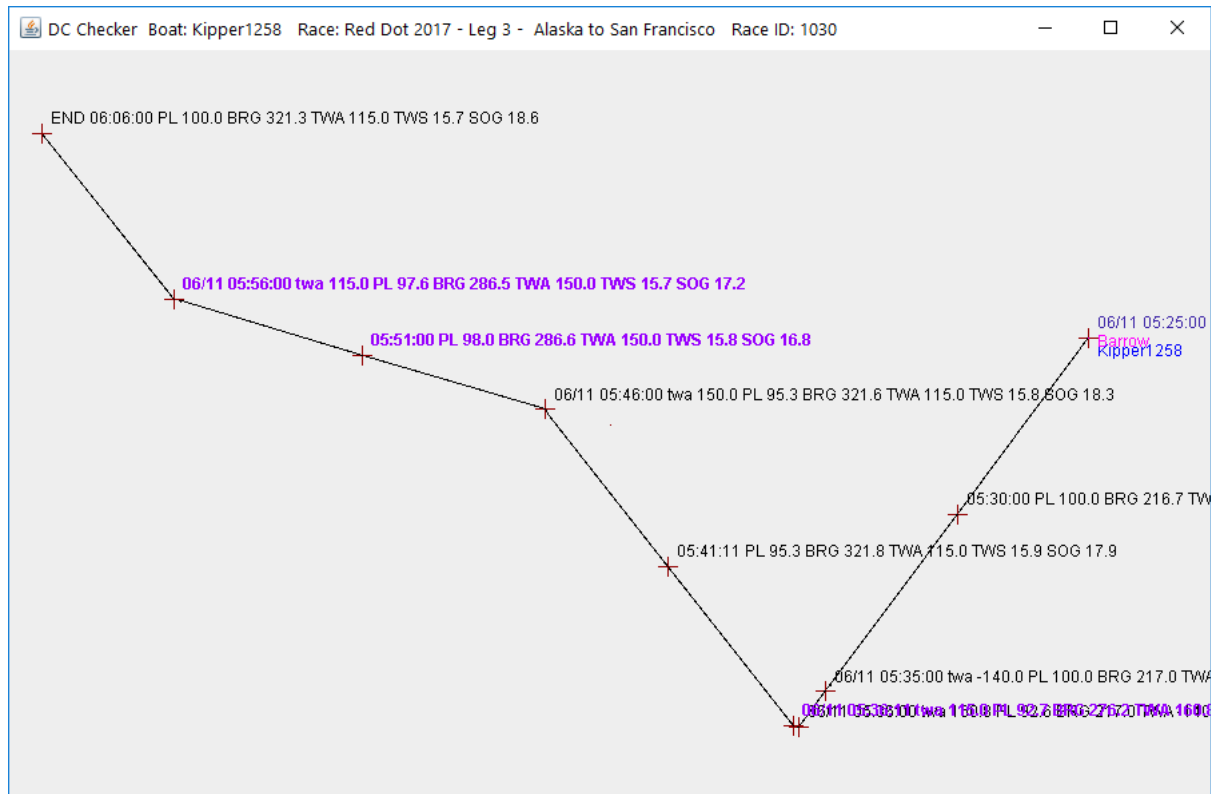 DC Checker Boat: Kipper1258 Race: Red Dot 2017 - Leg 3 - Alaska to San Francisco Race ID: 1030
END 06:06:00 PL 100.0 BRG 321.3 TWA 115.0 TWS 15.7 SOG 18.6
06/11 05:56:00 twa 115.0 PL 97.6 BRG 286.5 TWA 150.0 TWS 15.7 SOG 17.2
06/11 05:25:00
Barrow
Kipper1258
05:51:00 PL 98.0 BRG 286.6 TWA 150.0 TWS 15.8 SOG 16.8
06/11 05:46:00 twa 150.0 PL 95.3 BRG 321.6 TWA 115.0 TWS 15.8 SOG 18.3
05:30:00 PL 100.0 BRG 216.7 TW
05:41:11 PL 95.3 BRG 321.8 TWA 115.0 TWS 15.9 SOG 17.9
06/11 05:35:00 twa -140.0 PL 100.0 BRG 217.0 TWA